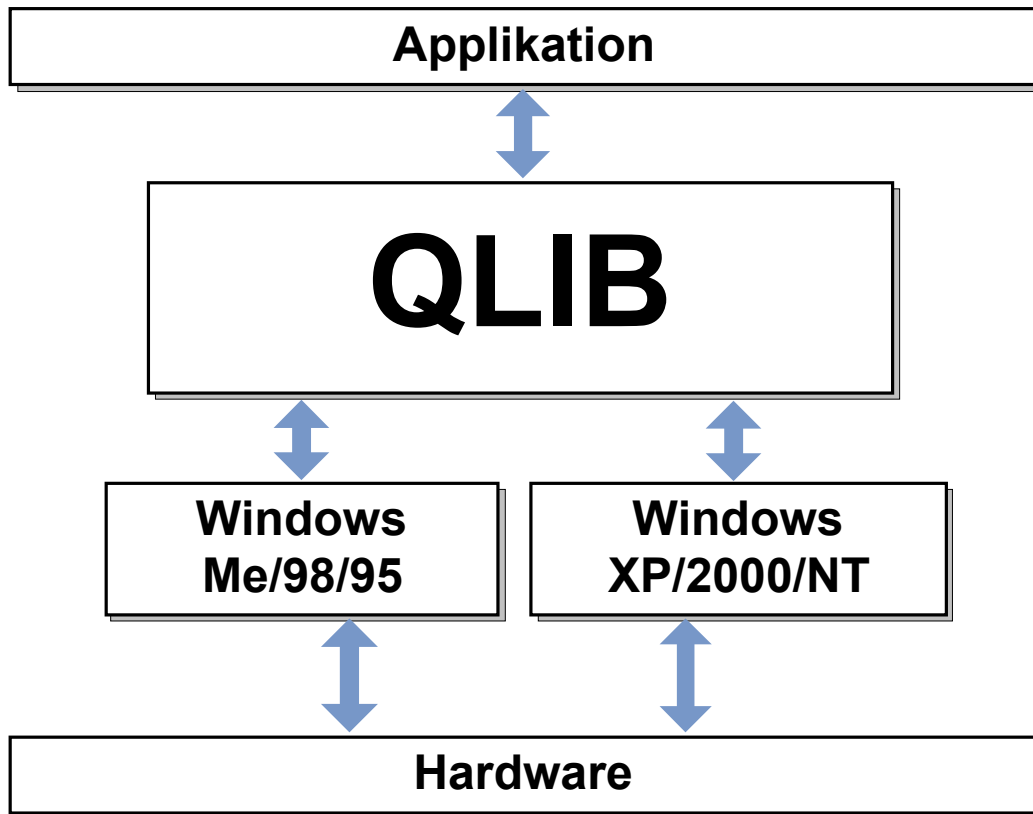 Applikation
QLIB
Windows
Me/98/95
Windows
XP/2000/NT
Hardware